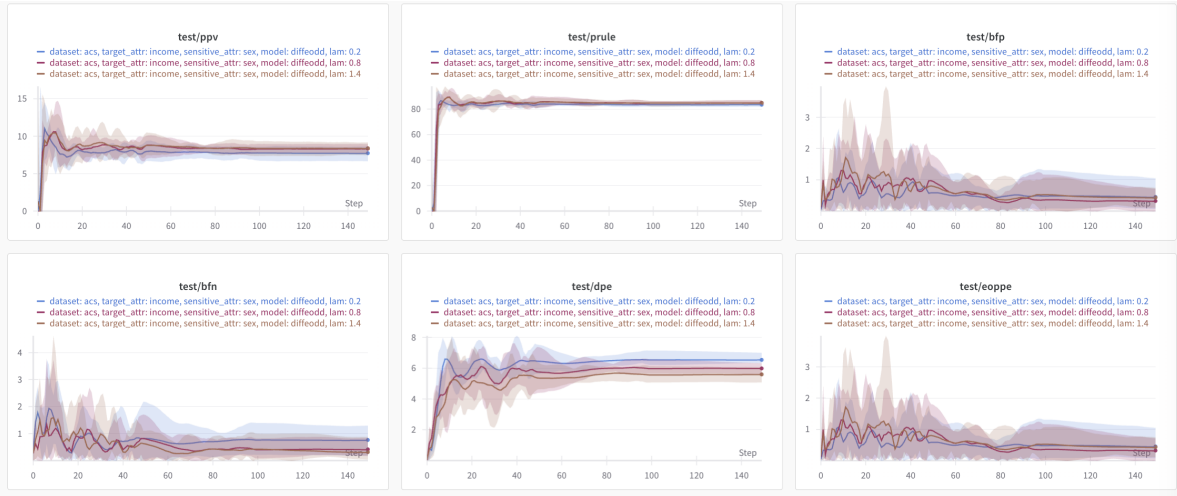 test/ppv
dataset: acs, target_attr: income, sensitive_attr: sex, model: diffeodd, lam: 0.2
dataset: acs, target_attr: income, sensitive_attr: sex, model: diffeodd, lam: 0.8
dataset: acs, target_attr: income, sensitive_attr: sex, model: diffeodd, lam: 1.4
15
10
5
0
Step
0 20 40 60 80 100 120 140
test/prule
dataset: acs, target_attr: income, sensitive_attr: sex, model: diffeodd, lam: 0.2
dataset: acs, target_attr: income, sensitive_attr: sex, model: diffeodd, lam: 0.8
dataset: acs, target_attr: income, sensitive_attr: sex, model: diffeodd, lam: 1.4
80
60
40
20
0
Step
0 20 40 60 80 100 120 140
test/bfp
dataset: acs, target_attr: income, sensitive_attr: sex, model: diffeodd, lam: 0.2
dataset: acs, target_attr: income, sensitive_attr: sex, model: diffeodd, lam: 0.8
dataset: acs, target_attr: income, sensitive_attr: sex, model: diffeodd, lam: 1.4
3
2
1
Step
0 20 40 60 80 100 120 140
test/bfn
dataset: acs, target_attr: income, sensitive_attr: sex, model: diffeodd, lam: 0.2
dataset: acs, target_attr: income, sensitive_attr: sex, model: diffeodd, lam: 0.8
dataset: acs, target_attr: income, sensitive_attr: sex, model: diffeodd, lam: 1.4
4
3
2
1
Step
0 20 40 60 80 100 120 140
test/dpe
dataset: acs, target_attr: income, sensitive_attr: sex, model: diffeodd, lam: 0.2
dataset: acs, target_attr: income, sensitive_attr: sex, model: diffeodd, lam: 0.8
dataset: acs, target_attr: income, sensitive_attr: sex, model: diffeodd, lam: 1.4
8
6
4
2
Step
0 20 40 60 80 100 120 140
test/eoppe
dataset: acs, target_attr: income, sensitive_attr: sex, model: diffeodd, lam: 0.2
dataset: acs, target_attr: income, sensitive_attr: sex, model: diffeodd, lam: 0.8
dataset: acs, target_attr: income, sensitive_attr: sex, model: diffeodd, lam: 1.4
3
2
1
Step
0 20 40 60 80 100 120 140